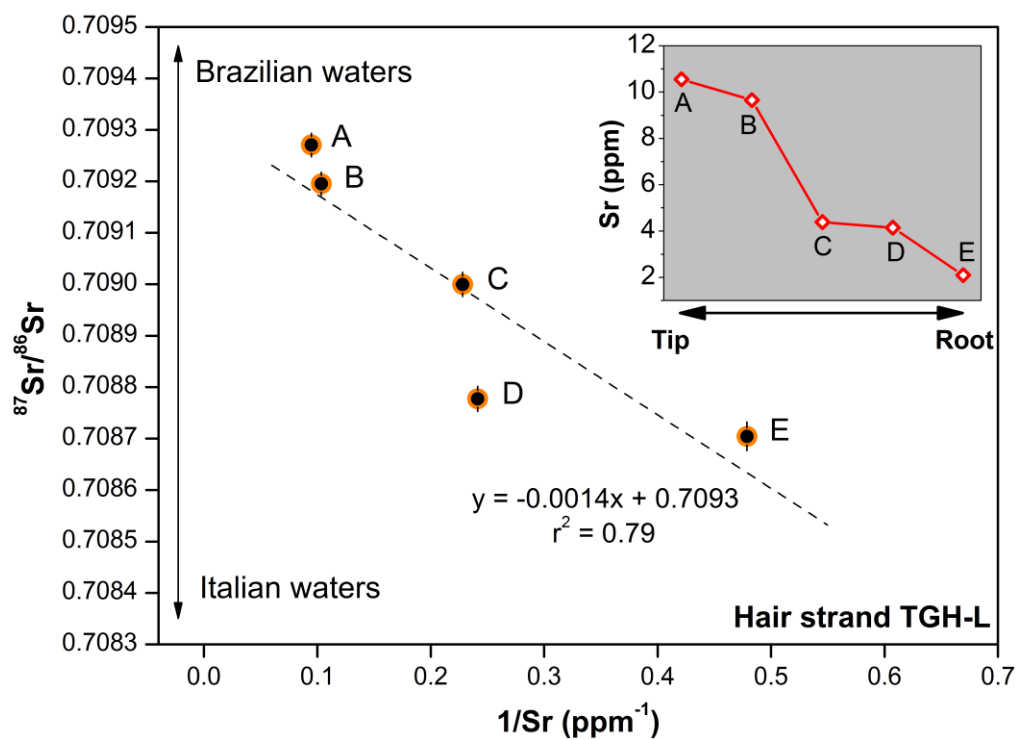 0.7095
0.7094
0.7093
0.7092
0.7091
0.7090
0.7089
0.7088
0.7087
0.7086
0.7085
0.7084
0.7083
⁸⁷Sr/⁸⁶Sr
Brazilian waters
A
B
C
D
E
y = -0.0014x + 0.7093
r² = 0.79
Italian waters
Hair strand TGH-L
0.0 0.1 0.2 0.3 0.4 0.5 0.6 0.7
1/Sr (ppm⁻¹)
12
10
8
6
4
2
Sr (ppm)
A
B
C
D
E
Tip Root